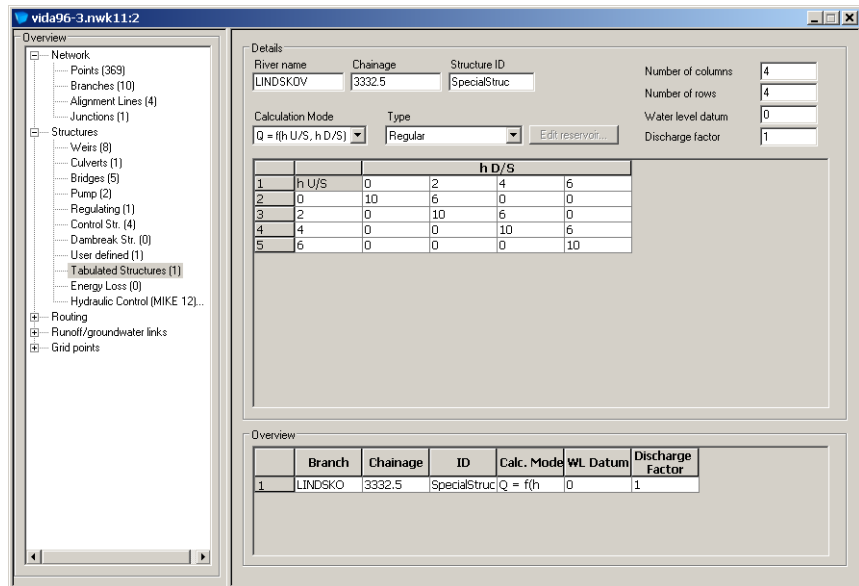 vida96-3.nwk11:2
Overview
Network
Points (369)
Branches (10)
Alignment Lines (4)
Junctions (1)
Structures
Weirs (8)
Culverts (1)
Bridges (5)
Pump (2)
Regulating (1)
Control Str. (4)
Dambreak Str. (0)
User defined (1)
Tabulated Structures (1)
Energy Loss (0)
Hydraulic Control (MIKE 12)...
Routing
Runoff/groundwater links
Grid points
Details
River name Chainage Structure ID
LINDSKOV 3332.5 SpecialStruc
Number of columns 4
Number of rows 4
Water level datum 0
Discharge factor 1
Calculation Mode Type
Q = f(h U/S, h D/S) Regular Edit reservoir...
h D/S
1 h U/S 0 2 4 6
2 0 10 6 0 0
3 2 0 10 6 0
4 4 0 0 10 6
5 6 0 0 0 10
Overview
Branch Chainage ID Calc. Mode WL Datum Discharge Factor
1 LINDSKO 3332.5 SpecialStruc Q = f(h 0 1